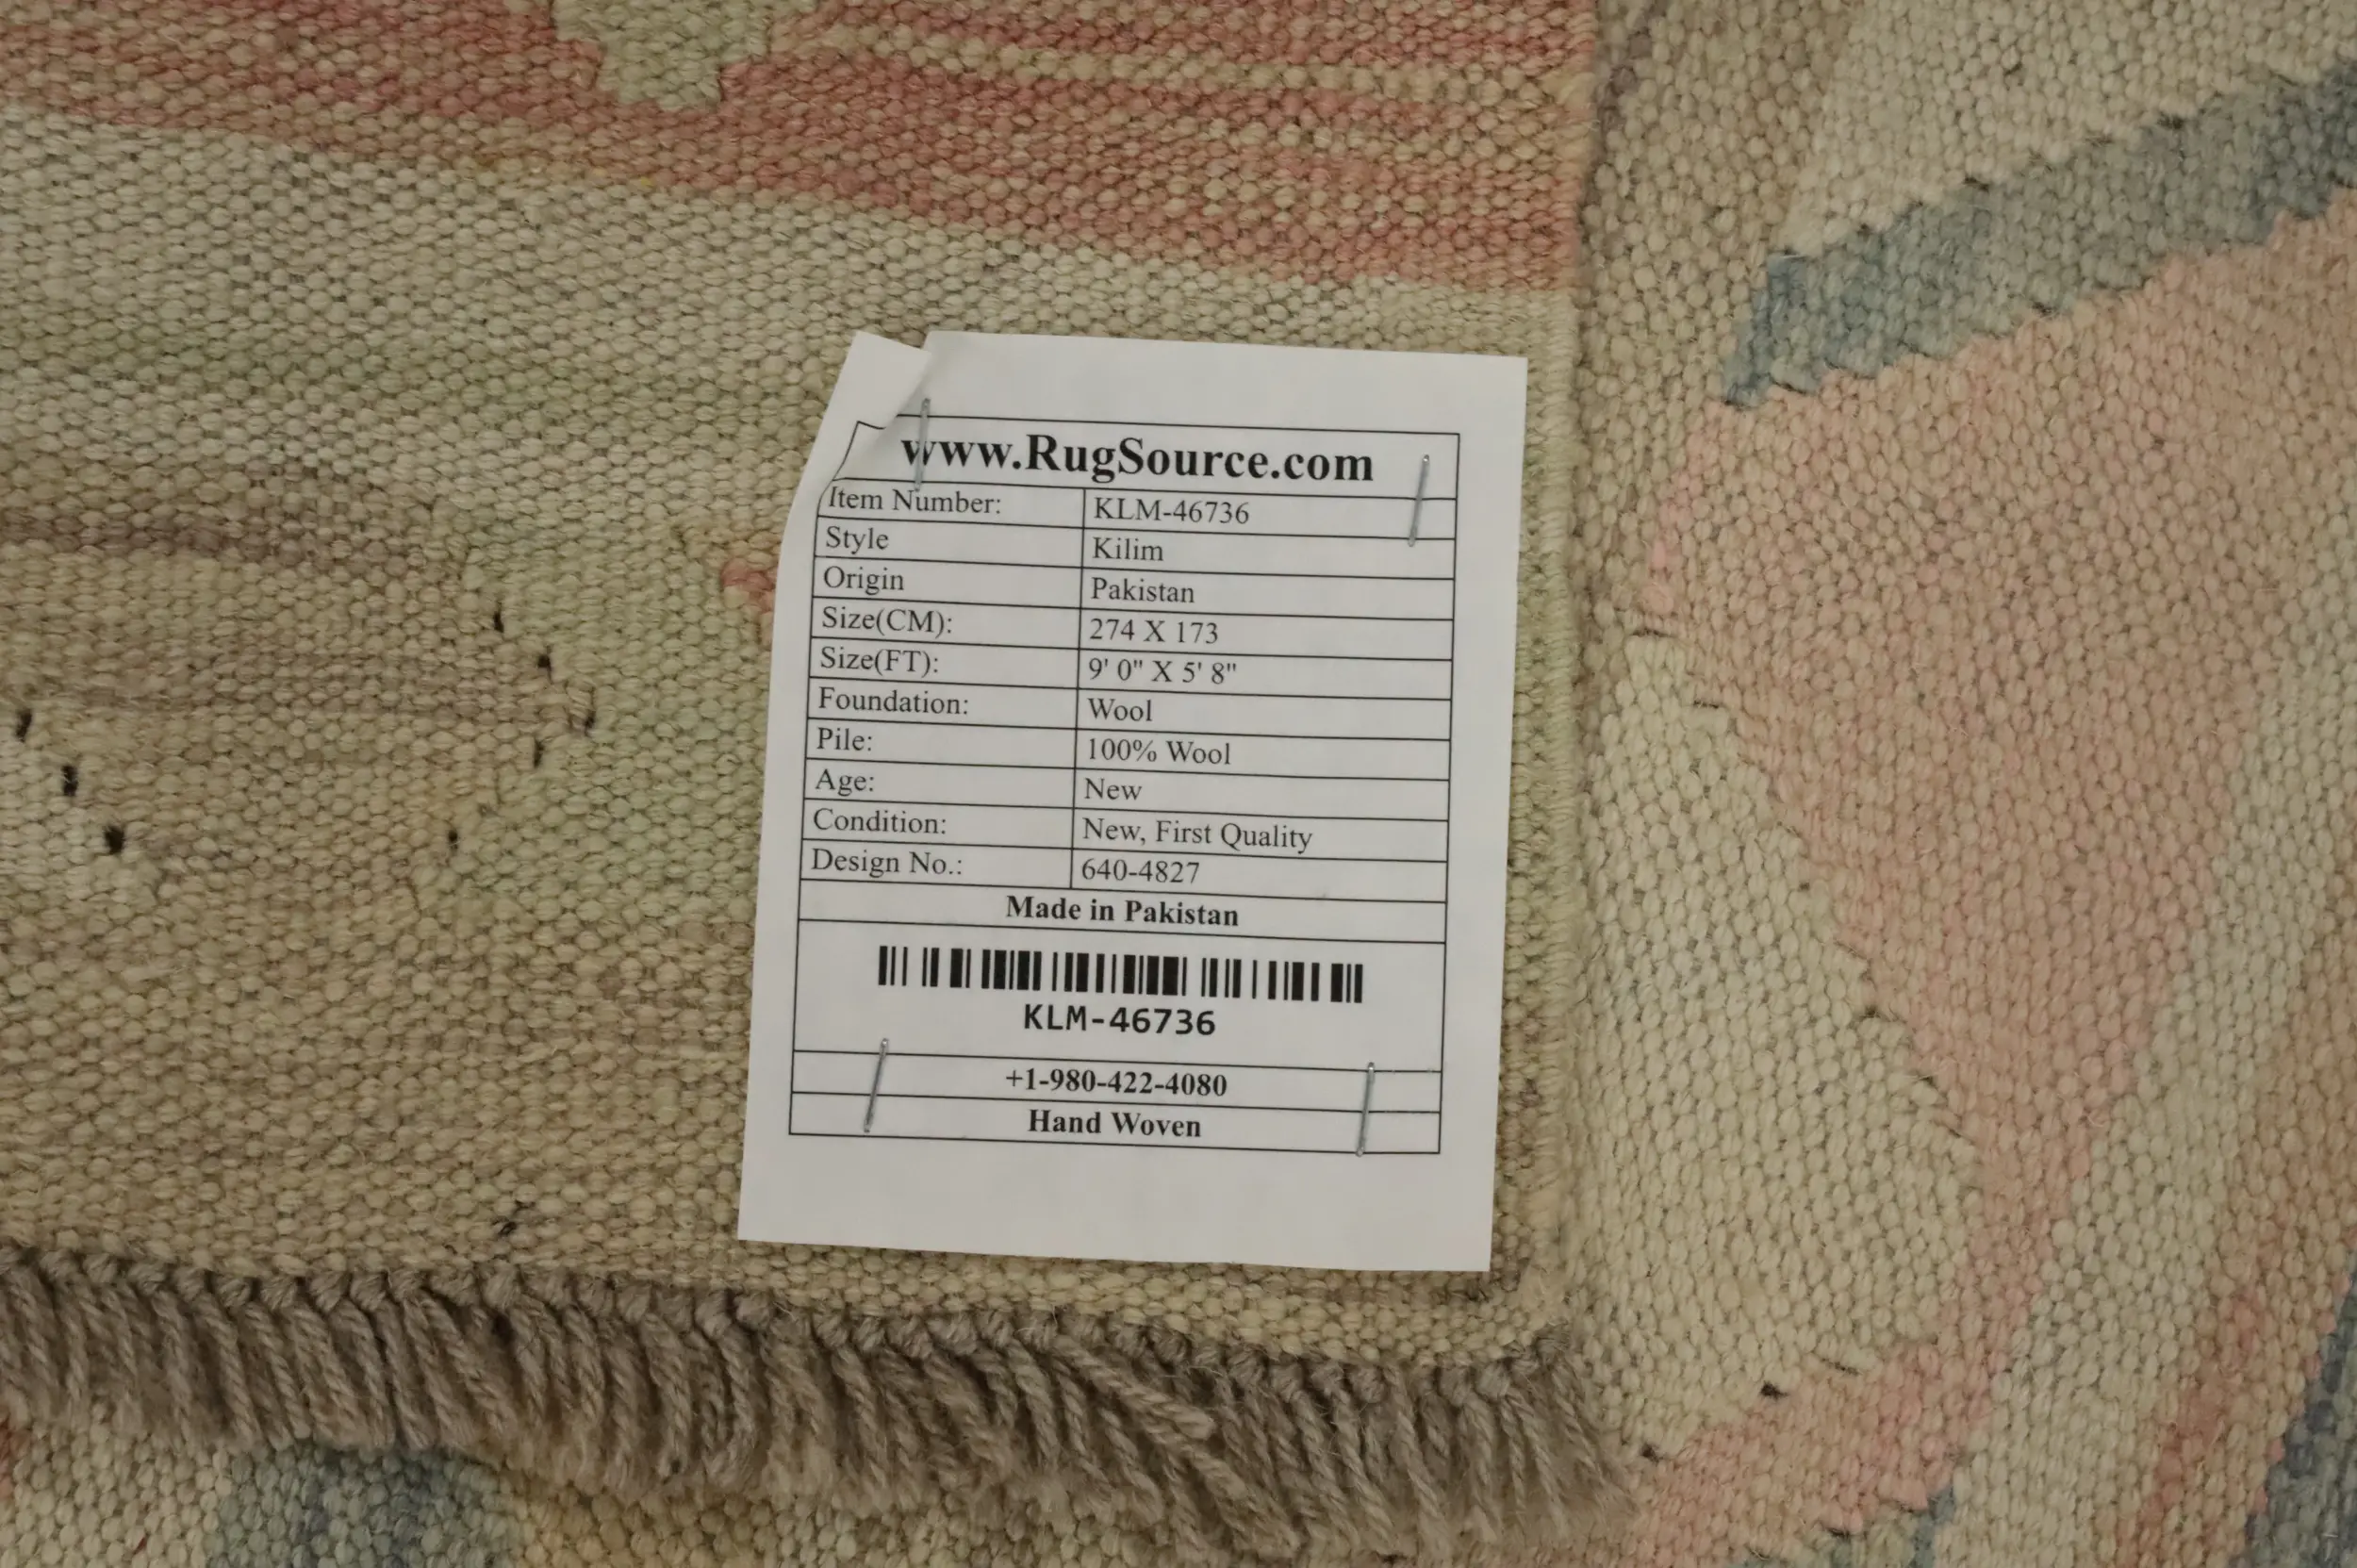 www.RugSource.com
Item Number: KLM-46736
Style Kilim
Origin Pakistan
Size(CM): 274 X 173
Size(FT): 9' 0" X 5' 8"
Foundation: Wool
Pile: 100% Wool
Age: New
Condition: New, First Quality
Design No.: 640-4827
Made in Pakistan
KLM-46736
+1-980-422-4080
Hand Woven